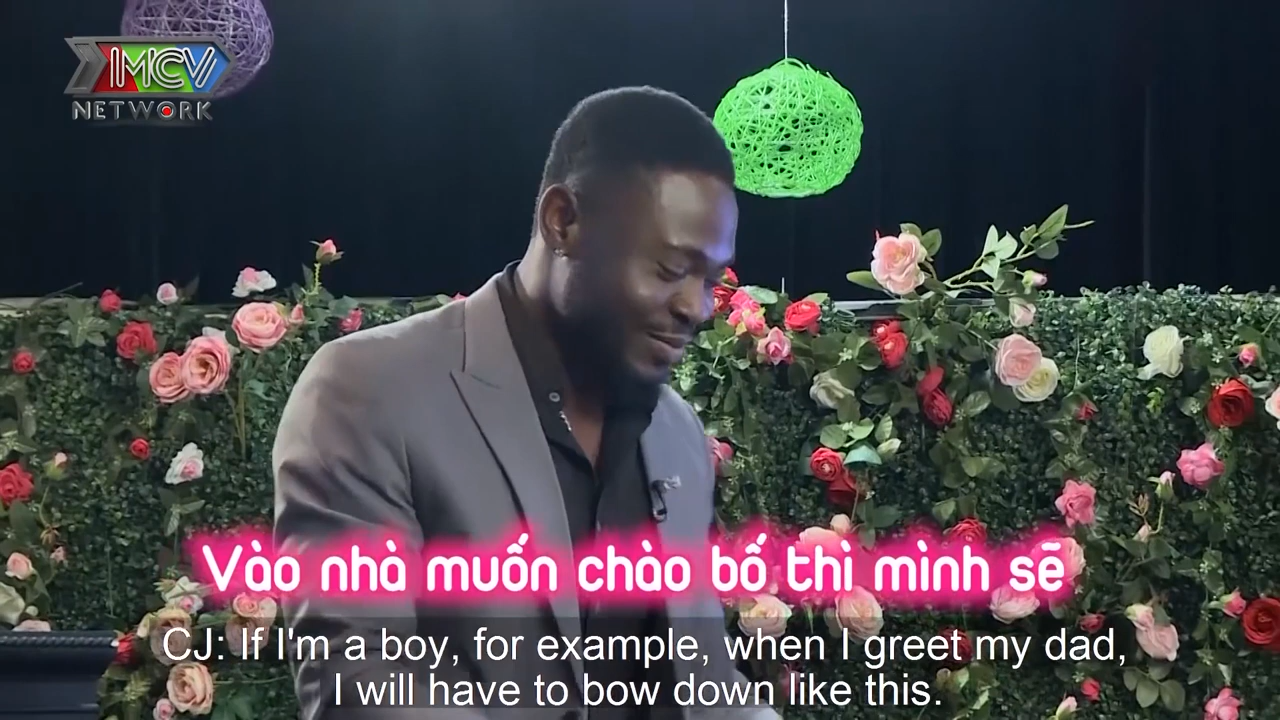 MCV
NETWORK
Vào nhà muốn chào bố thì mình sẽ
CJ: If I'm a boy, for example, when I greet my dad,
I will have to bow down like this.